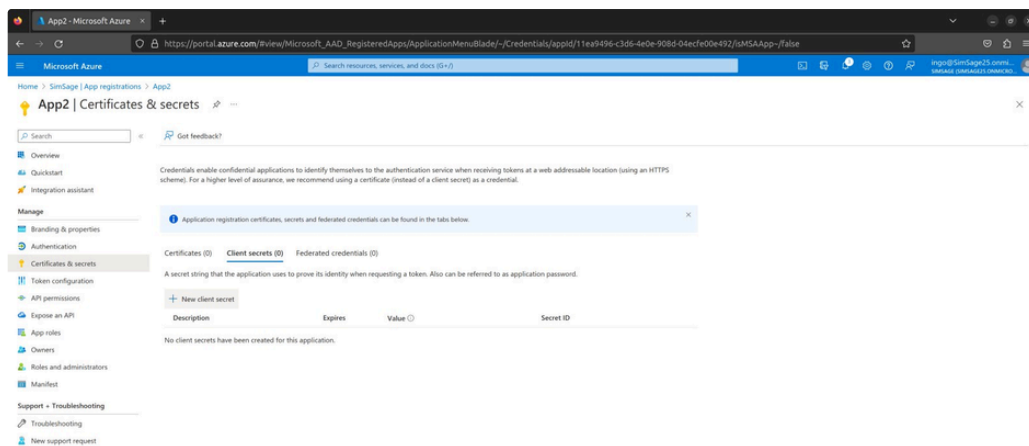 App2 - Microsoft Azure
https://portal.azure.com/#view/Microsoft_AAD_RegisteredApps/ApplicationMenuBlade/~/Credentials/appId/11ea9496-c3d6-4e0e-908d-04ecfe00e492/isMSAApp~/false
Microsoft Azure
Search resources, services, and docs (G+/)
ingo@SimSage25.onmi...
SIMSAGE (SIMSAGE25.ONMICRO...
Home > SimSage | App registrations > App2
App2 | Certificates & secrets
Search
Got feedback?
Overview
Quickstart
Integration assistant
Manage
Branding & properties
Authentication
Certificates & secrets
Token configuration
API permissions
Expose an API
App roles
Owners
Roles and administrators
Manifest
Support + Troubleshooting
Troubleshooting
New support request
Credentials enable confidential applications to identify themselves to the authentication service when receiving tokens at a web addressable location (using an HTTPS
scheme). For a higher level of assurance, we recommend using a certificate (instead of a client secret) as a credential.
Application registration certificates, secrets and federated credentials can be found in the tabs below.
Certificates (0) Client secrets (0) Federated credentials (0)
A secret string that the application uses to prove its identity when requesting a token. Also can be referred to as application password.
New client secret
Description Expires Value Secret ID
No client secrets have been created for this application.